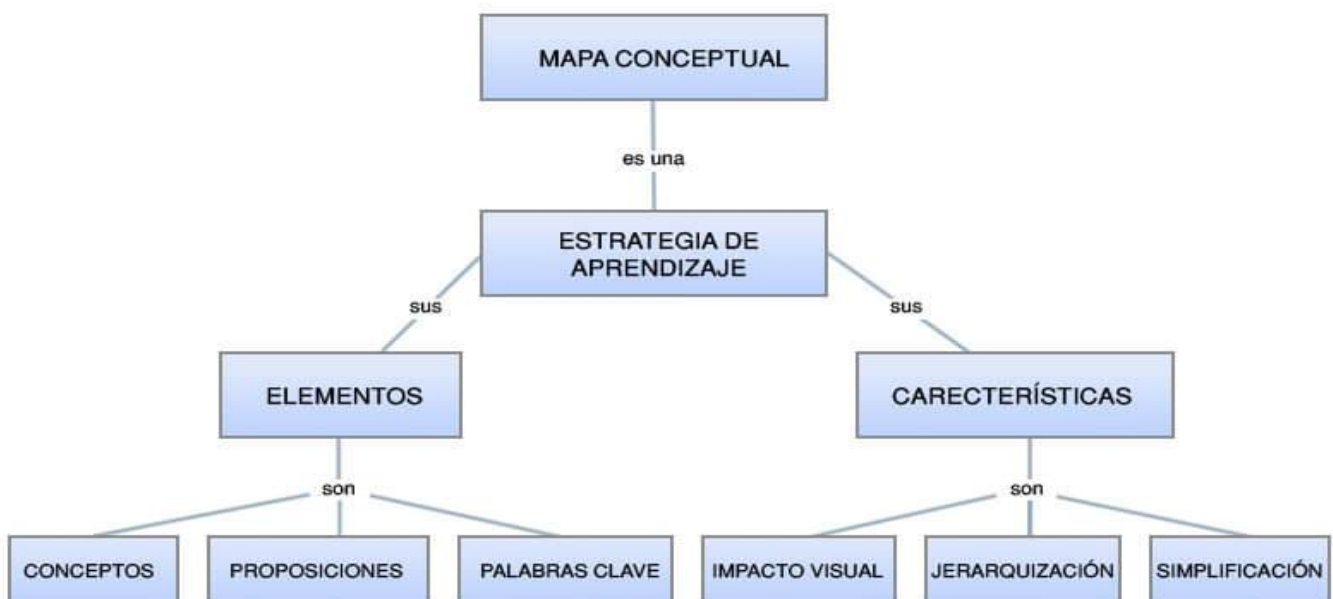 MAPA CONCEPTUAL
es una
ESTRATEGIA DE
APRENDIZAJE
sus
sus
ELEMENTOS
CARECTERÍSTICAS
son
son
CONCEPTOS
PROPOSICIONES
PALABRAS CLAVE
IMPACTO VISUAL
JERARQUIZACIÓN
SIMPLIFICACIÓN